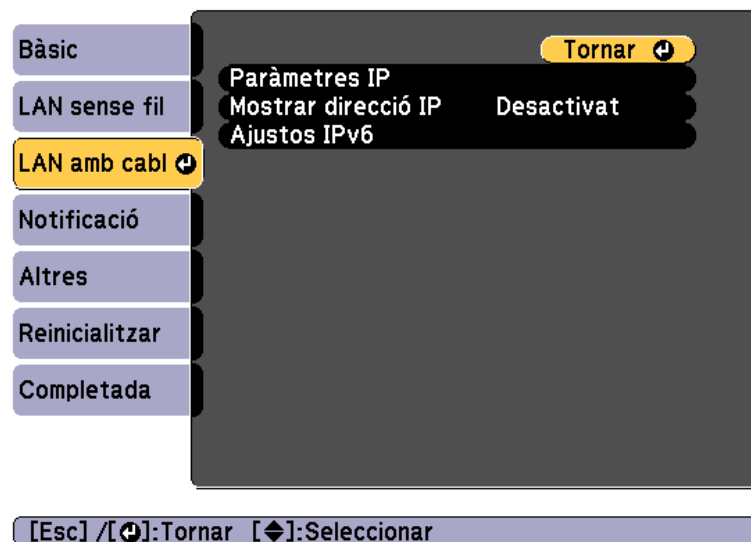 Bàsic
LAN sense fil
LAN amb cabl
Notificació
Altres
Reinicialitzar
Completada
Tornar
Paràmetres IP
Mostrar direcció IP Desactivat
Ajustos IPv6
[Esc] /[⏎]:Tornar [◆]:Seleccionar